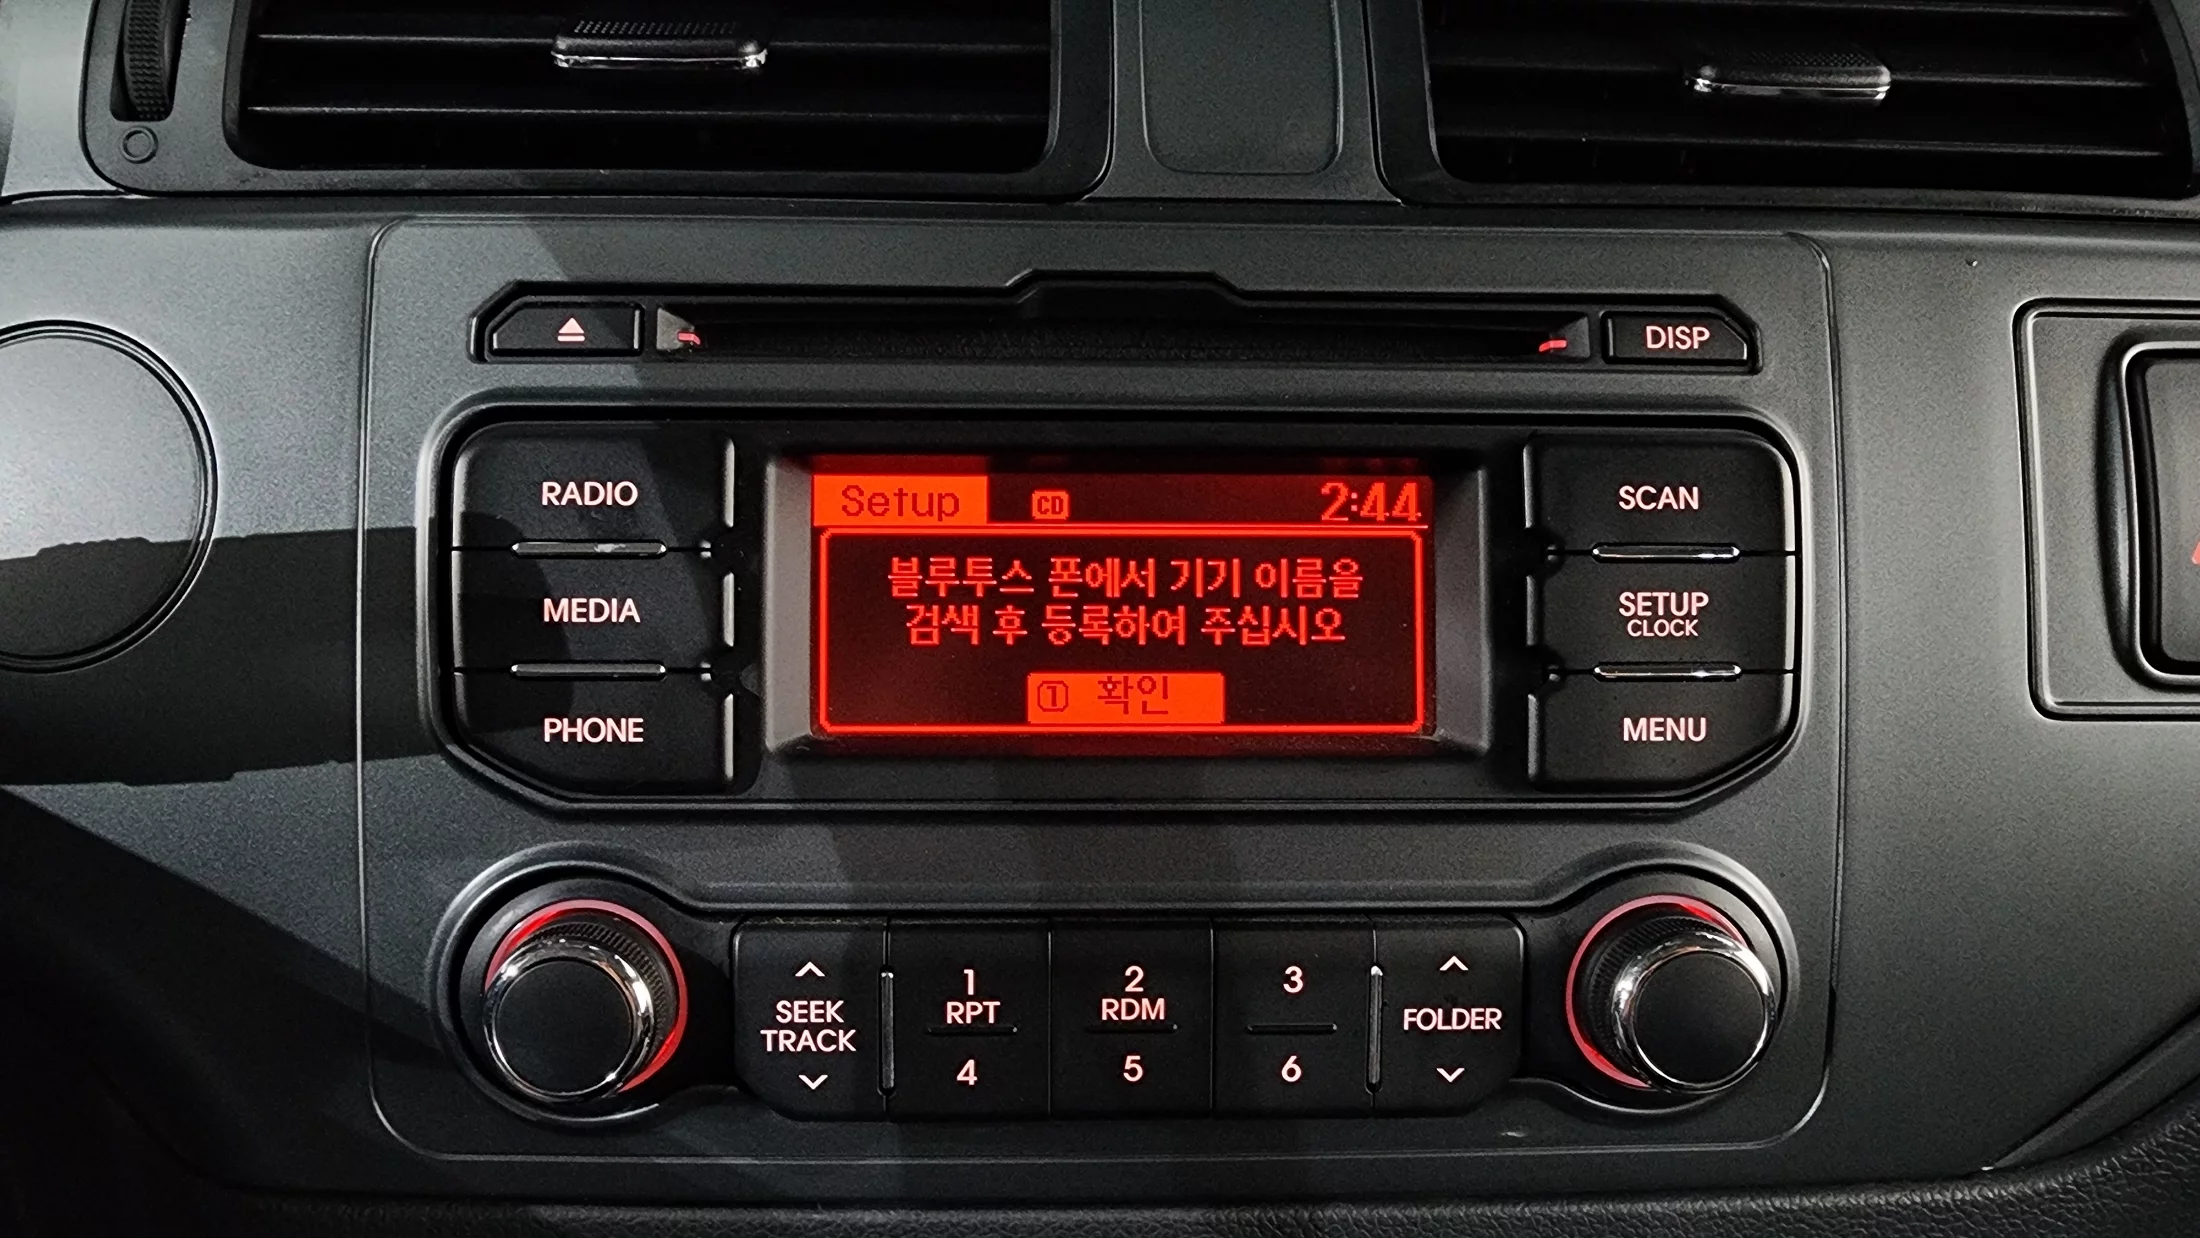 DISP
RADIO
MEDIA
PHONE
Setup CD 2:44
블루투스 폰에서 기기 이름을
검색 후 등록하여 주십시오
① 확인
SCAN
SETUP
CLOCK
MENU
SEEK
TRACK
1
RPT
4
2
RDM
5
3
6
FOLDER